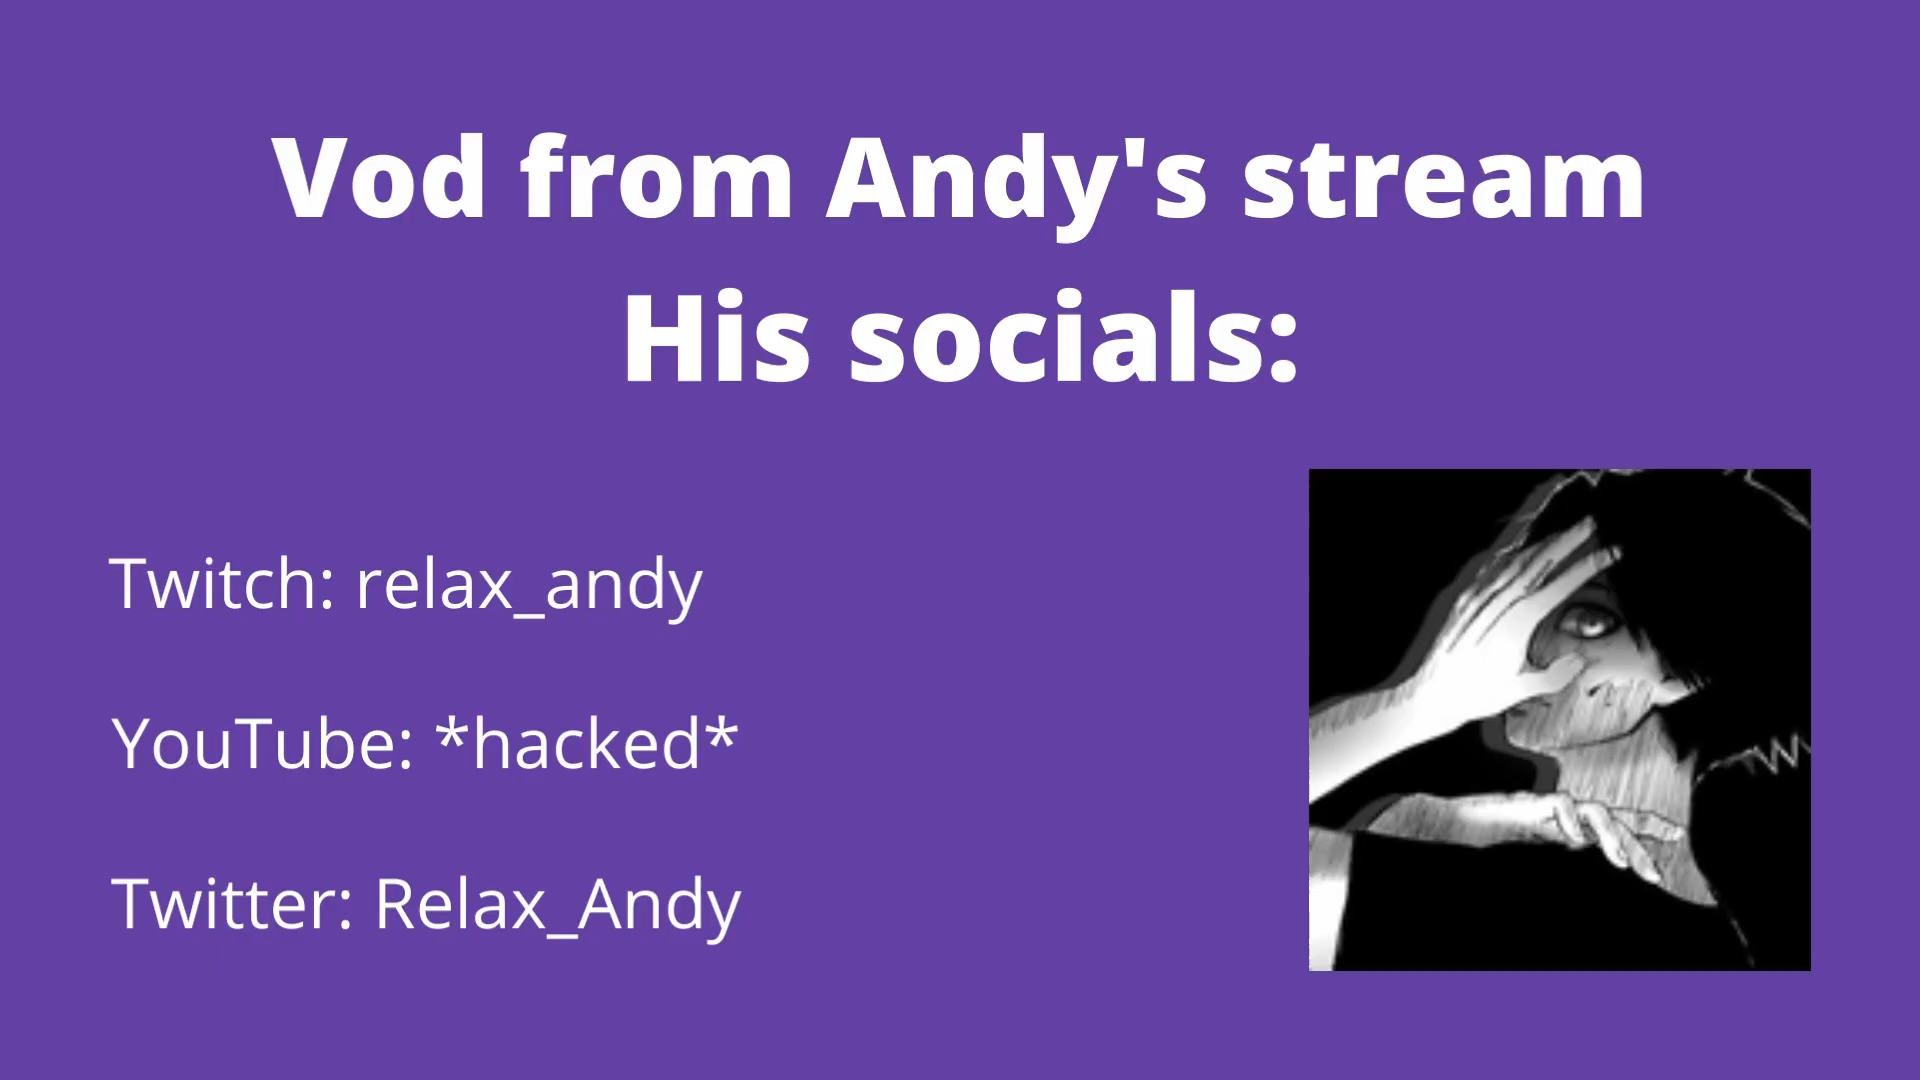 Vod from Andy's stream
His socials:
Twitch: relax_andy
YouTube: *hacked*
Twitter: Relax_Andy